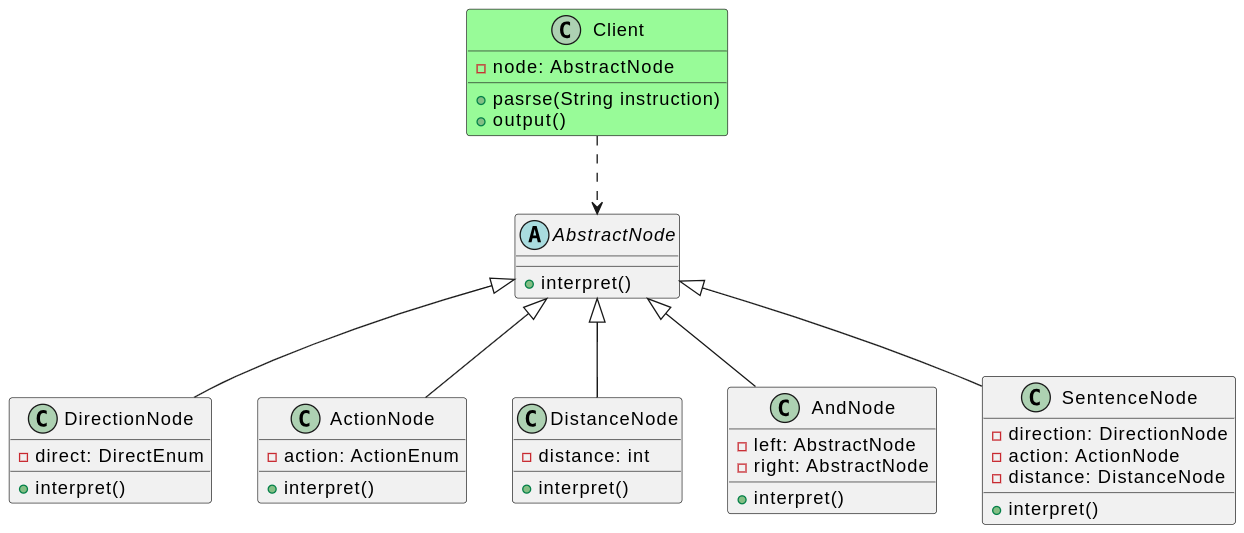 C Client
node: AbstractNode
pasrse(String instruction)
output()
A AbstractNode
interpret()
C DirectionNode
direct: DirectEnum
interpret()
C ActionNode
action: ActionEnum
interpret()
C DistanceNode
distance: int
interpret()
C AndNode
left: AbstractNode
right: AbstractNode
interpret()
C SentenceNode
direction: DirectionNode
action: ActionNode
distance: DistanceNode
interpret()